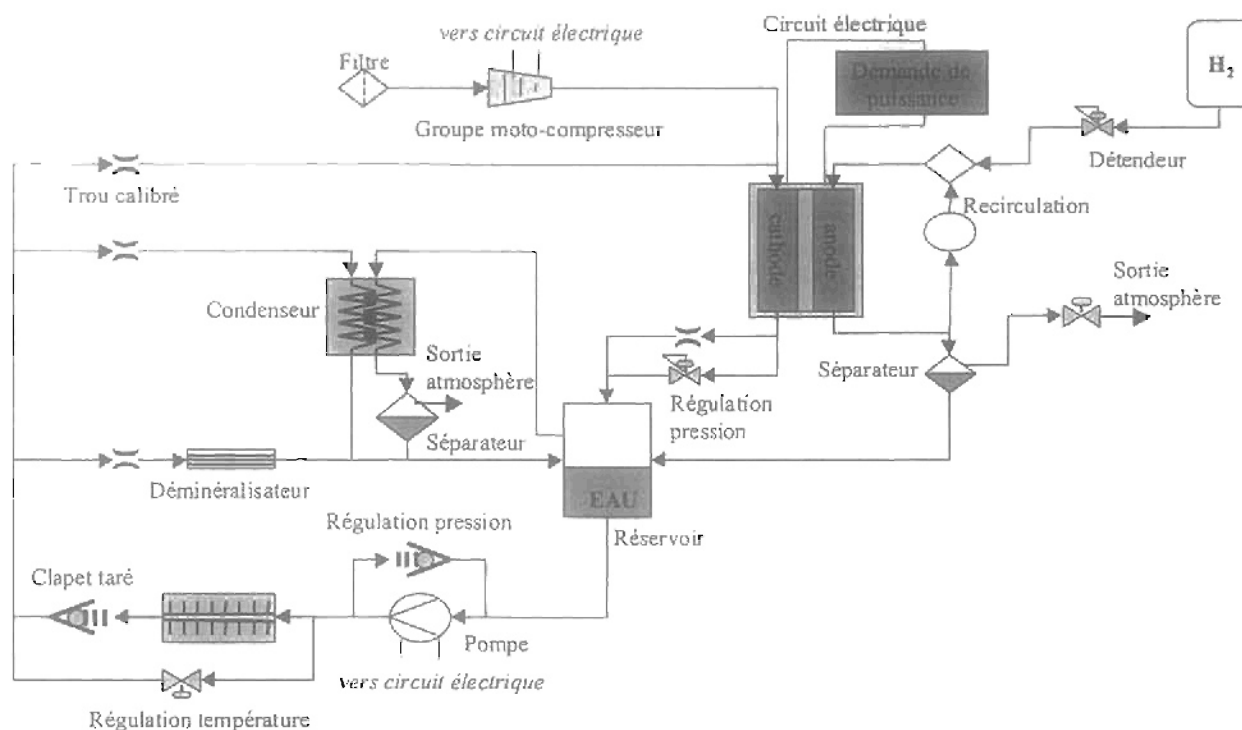 vers circuit électrique
Circuit électrique
Filtre
Demande de
puissance
H2
Groupe moto-compresseur
Détendeur
Trou calibré
Recirculation
cathode
anode
Sortie
atmosphère
Condenseur
Sortie
atmosphère
Séparateur
Régulation
pression
Séparateur
Déminéralisateur
EAU
Régulation pression
Réservoir
Clapet taré
Pompe
vers circuit électrique
Régulation température